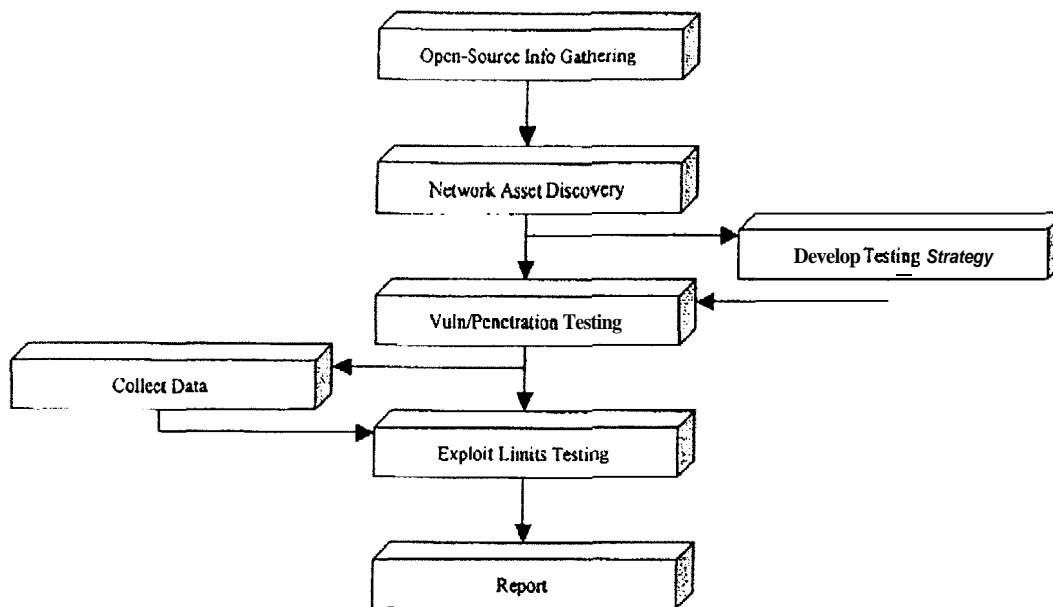 Open-Source Info Gathering
Network Asset Discovery
Develop Testing Strategy
Vuln/Penetration Testing
Collect Data
Exploit Limits Testing
Report